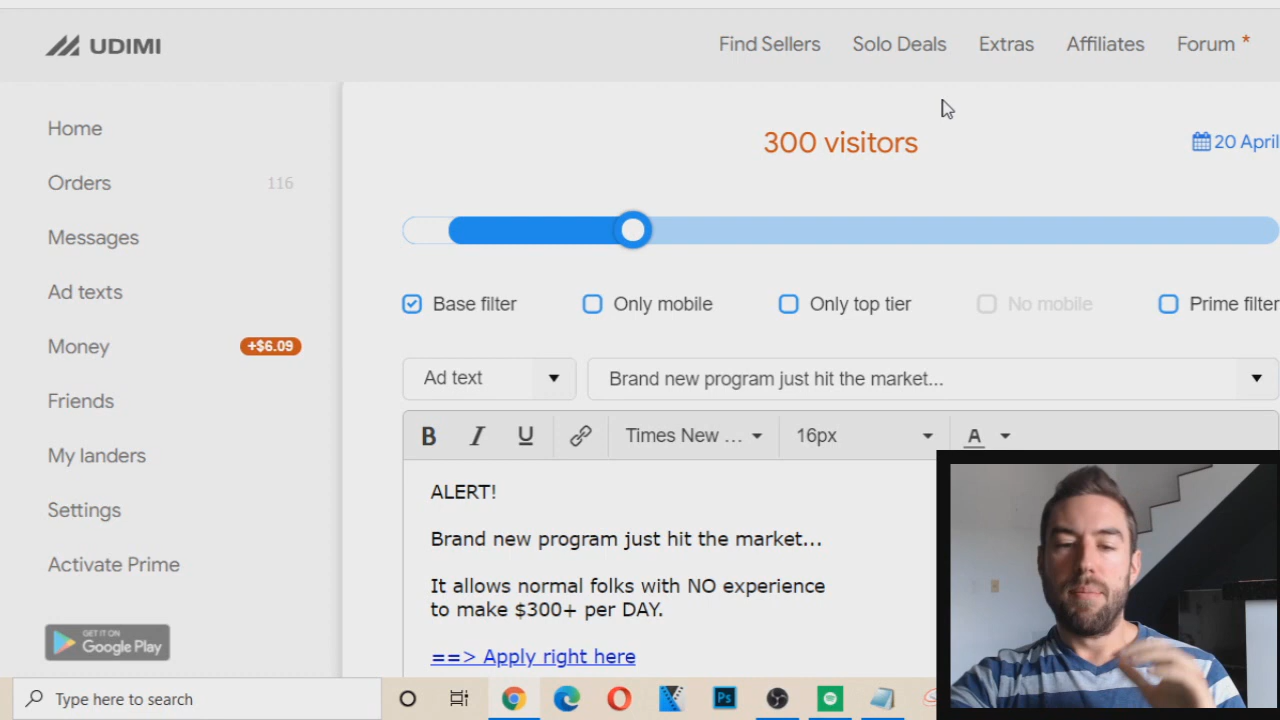 UDIMI
Find Sellers
Solo Deals
Extras
Affiliates
Forum *
Home
Orders 116
Messages
Ad texts
Money +$6.09
Friends
My landers
Settings
Activate Prime
GET IT ON
Google Play
300 visitors
20 April
Base filter
Only mobile
Only top tier
No mobile
Prime filter
Ad text
Brand new program just hit the market...
B I U Times New ... 16px A
ALERT!
Brand new program just hit the market...
It allows normal folks with NO experience
to make $300+ per DAY.
==> Apply right here
Type here to search
Ps